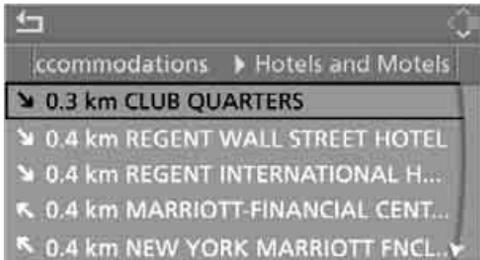 ccommodations Hotels and Motels
0.3 km CLUB QUARTERS
0.4 km REGENT WALL STREET HOTEL
0.4 km REGENT INTERNATIONAL H...
0.4 km MARRIOTT-FINANCIAL CENT...
0.4 km NEW YORK MARRIOTT FNCL..